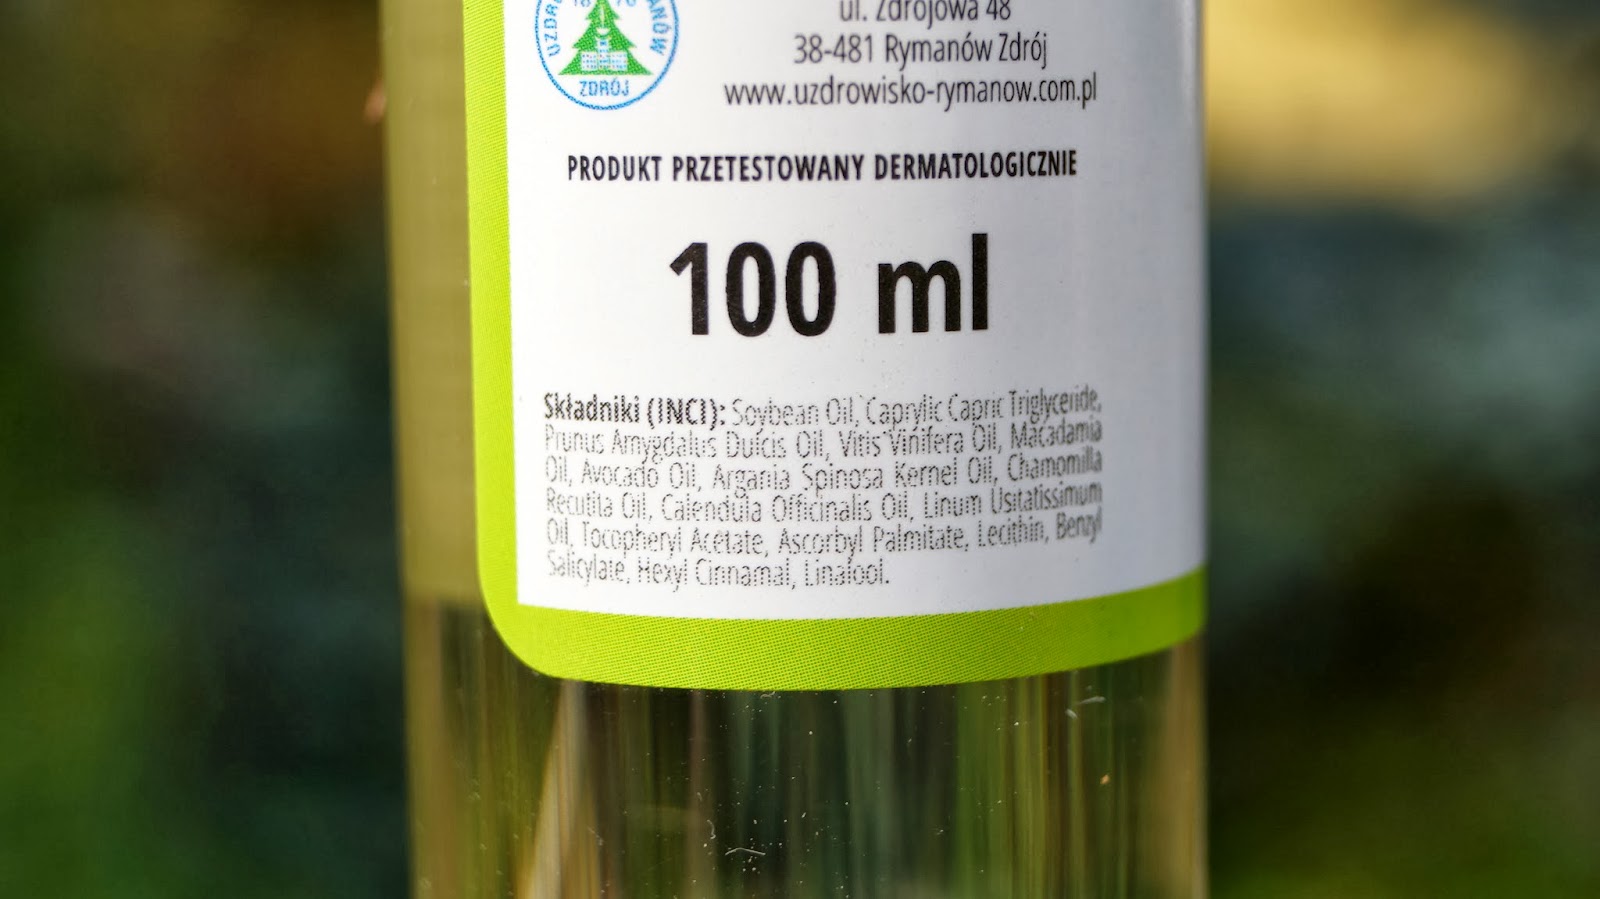 ul. Zdrojowa 48
38-481 Rymanów Zdrój
ZDRÓJ
www.uzdrowisko-rymanow.com.pl
PRODUKT PRZETESTOWANY DERMATOLOGICZNIE
100 ml
Składniki (INCI): Soybean Oil, Caprylic Capric Triglyceride,
Prunus Amygdalus Dulcis Oil, Vitis Vinifera Oil, Macadamia
Oil, Avocado Oil, Argania Spinosa Kernel Oil, Chamomilla
Recutita Oil, Calendula Officinalis Oil, Linum Usitatissimum
Oil, Tocopheryl Acetate, Ascorbyl Palmitate, Lecithin, Benzyl
Salicylate, Hexyl Cinnamal, Linalool.